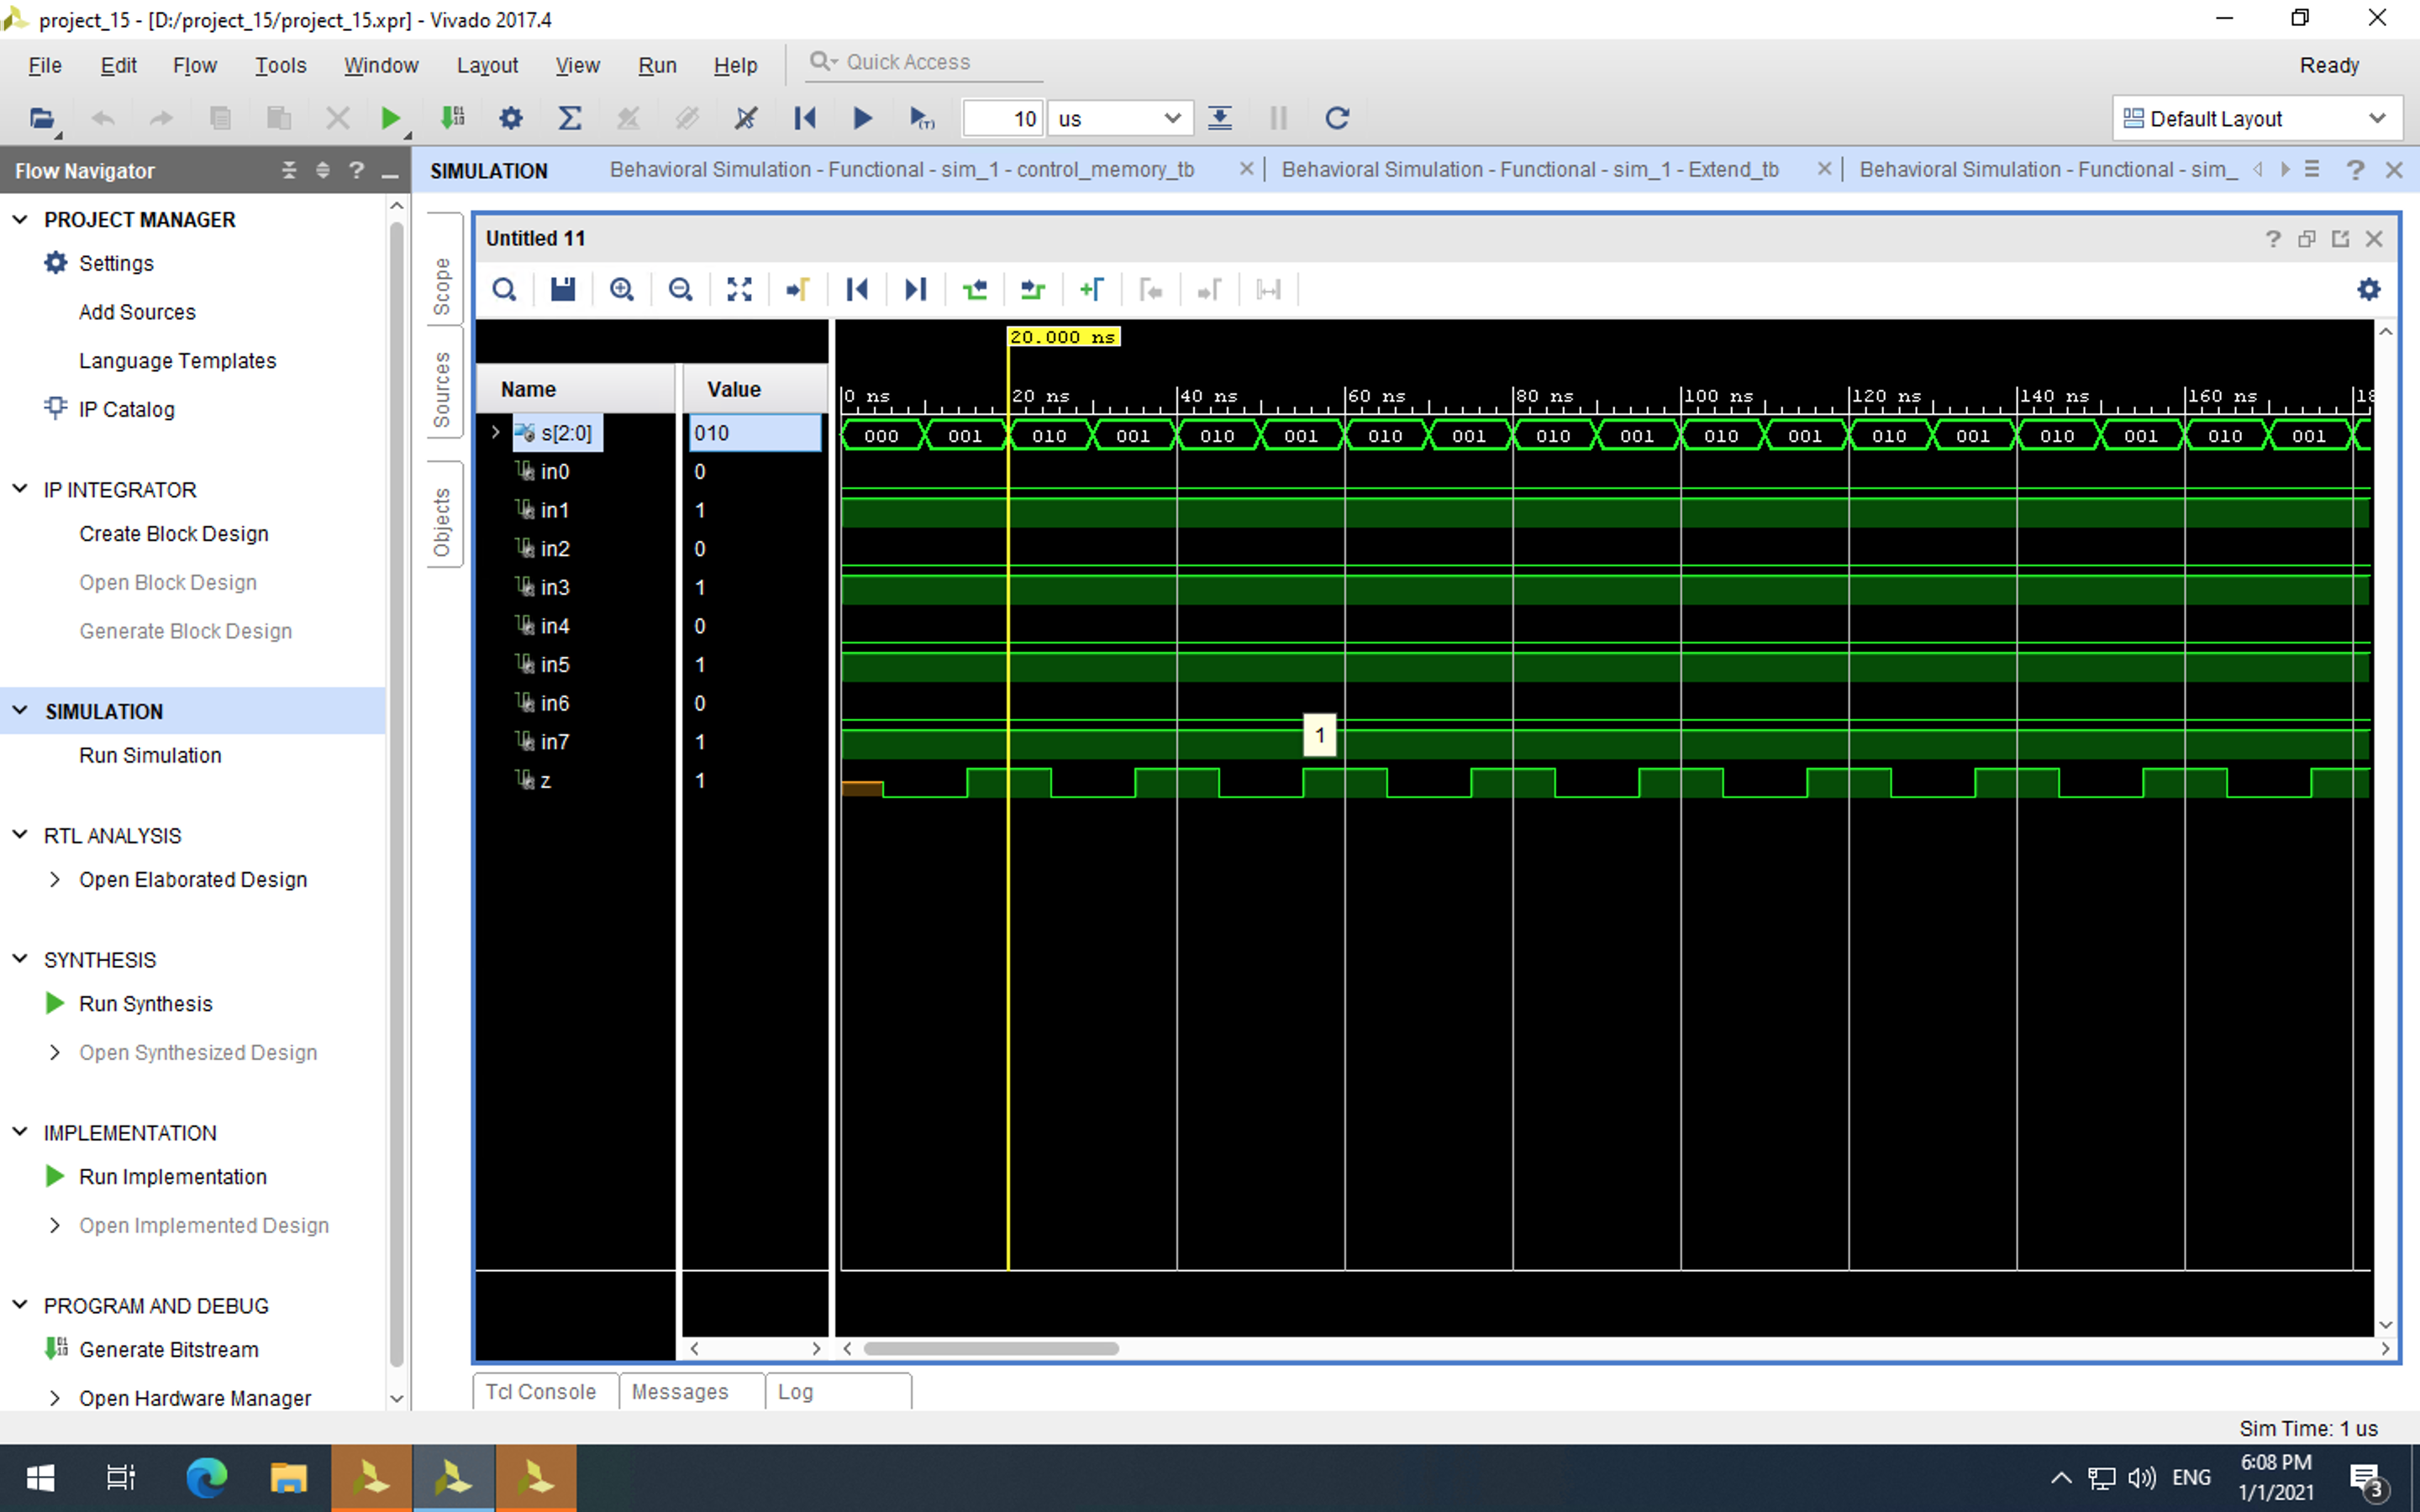 project_15 - [D:/project_15/project_15.xpr] - Vivado 2017.4
File Edit Flow Tools Window Layout View Run Help Quick Access Ready
10 us Default Layout
Flow Navigator
SIMULATION Behavioral Simulation - Functional - sim_1 - control_memory_tb Behavioral Simulation - Functional - sim_1 - Extend_tb Behavioral Simulation - Functional - sim_
PROJECT MANAGER
Settings
Add Sources
Language Templates
IP Catalog
IP INTEGRATOR
Create Block Design
Open Block Design
Generate Block Design
SIMULATION
Run Simulation
RTL ANALYSIS
Open Elaborated Design
SYNTHESIS
Run Synthesis
Open Synthesized Design
IMPLEMENTATION
Run Implementation
Open Implemented Design
PROGRAM AND DEBUG
Generate Bitstream
Open Hardware Manager
Scope
Sources
Objects
Untitled 11
20.000 ns
Name Value
0 ns 20 ns 40 ns 60 ns 80 ns 100 ns 120 ns 140 ns 160 ns 18
s[2:0] 010 000 001 010 001 010 001 010 001 010 001 010 001 010 001 010 001 010 001
in0 0
in1 1
in2 0
in3 1
in4 0
in5 1
in6 0
in7 1
1
z 1
Tcl Console Messages Log
Sim Time: 1 us
ENG
6:08 PM
1/1/2021
3